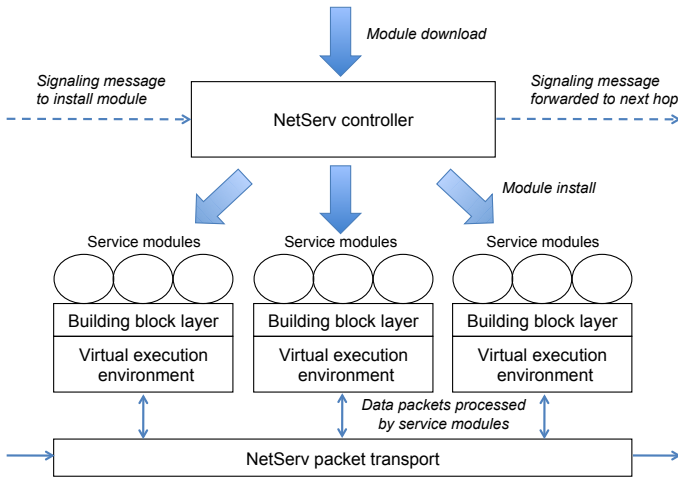 Module download
Signaling message
to install module
Signaling message
forwarded to next hop
NetServ controller
Module install
Service modules
Service modules
Service modules
Building block layer
Building block layer
Building block layer
Virtual execution
environment
Virtual execution
environment
Virtual execution
environment
Data packets processed
by service modules
NetServ packet transport